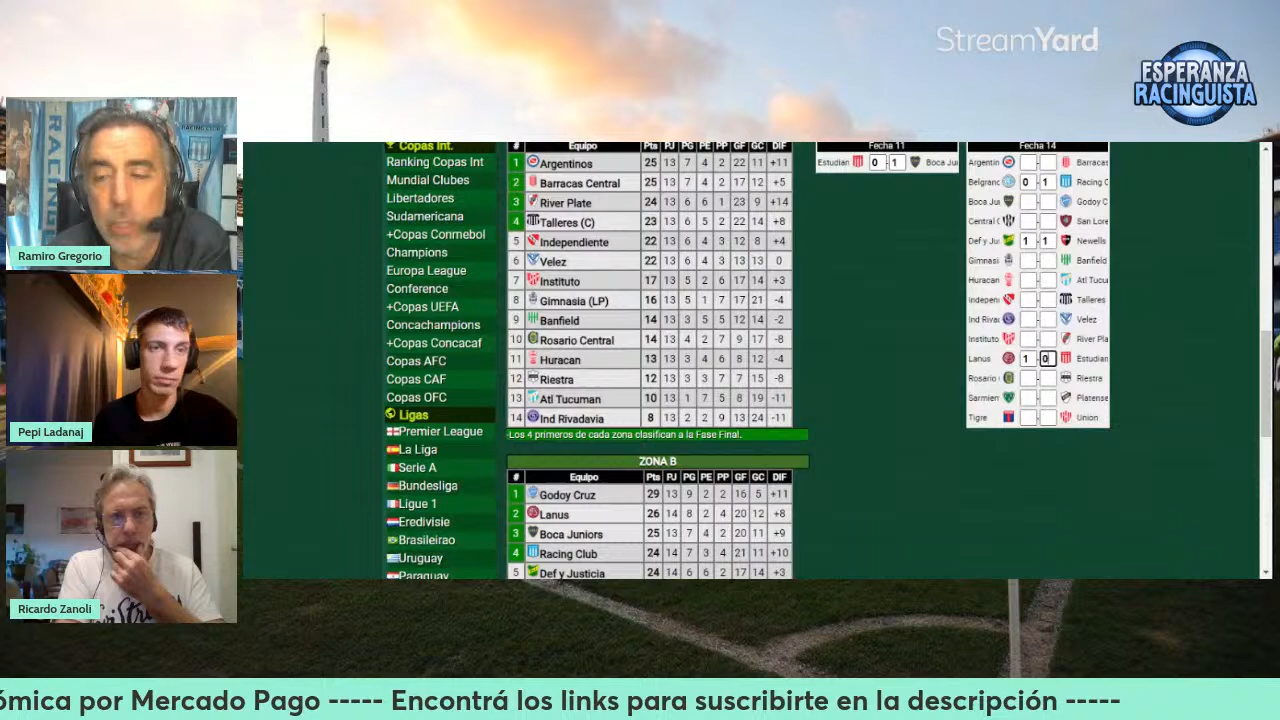 StreamYard
ESPERANZA
RACINGUISTA
RACING
Ramiro Gregorio
Pepi Ladanaj
Ricardo Zanoli
Copas Int.
Ranking Copas Int
Mundial Clubes
Libertadores
Sudamericana
+Copas Conmebol
Champions
Europa League
Conference
+Copas UEFA
Concachampions
+Copas Concacaf
Copas AFC
Copas CAF
Copas OFC
Ligas
Premier League
La Liga
Serie A
Bundesliga
Ligue 1
Eredivisie
Brasileirao
Uruguay
Paraguay
# Equipo Pts PJ PG PE PP GF GC DIF
1 Argentinos 25 13 7 4 2 22 11 +11
2 Barracas Central 25 13 7 4 2 17 12 +5
3 River Plate 24 13 6 6 1 23 9 +14
4 Talleres (C) 23 13 6 5 2 22 14 +8
5 Independiente 22 13 6 4 3 12 8 +4
6 Velez 22 13 6 4 3 13 13 0
7 Instituto 17 13 5 2 6 17 14 +3
8 Gimnasia (LP) 16 13 5 1 7 17 21 -4
9 Banfield 14 13 3 5 5 12 14 -2
10 Rosario Central 14 13 4 2 7 9 17 -8
11 Huracan 13 13 3 4 6 8 12 -4
12 Riestra 12 13 3 3 7 7 15 -8
13 Atl Tucuman 10 13 1 7 5 8 19 -11
14 Ind Rivadavia 8 13 2 2 9 13 24 -11
-Los 4 primeros de cada zona clasifican a la Fase Final.
ZONA B
# Equipo Pts PJ PG PE PP GF GC DIF
1 Godoy Cruz 29 13 9 2 2 16 5 +11
2 Lanus 26 14 8 2 4 20 12 +8
3 Boca Juniors 25 13 7 4 2 20 11 +9
4 Racing Club 24 14 7 3 4 21 11 +10
5 Def y Justicia 24 14 6 6 2 17 14 +3
Fecha 11
Estudian 0 1 Boca Ju
Fecha 14
Argentin Barracas
Belgrano 0 1 Racing C
Boca Ju Godoy C
Central San Lore
Def y Ju 1 1 Newells
Gimnasi Banfield
Huracan Atl Tucu
Indepen Talleres
Ind Rivad Velez
Instituto River Pla
Lanus 1 0 Estudian
Rosario Riestra
Sarmien Platense
Tigre Union
ómica por Mercado Pago ----- Encontrá los links para suscribirte en la descripción -----